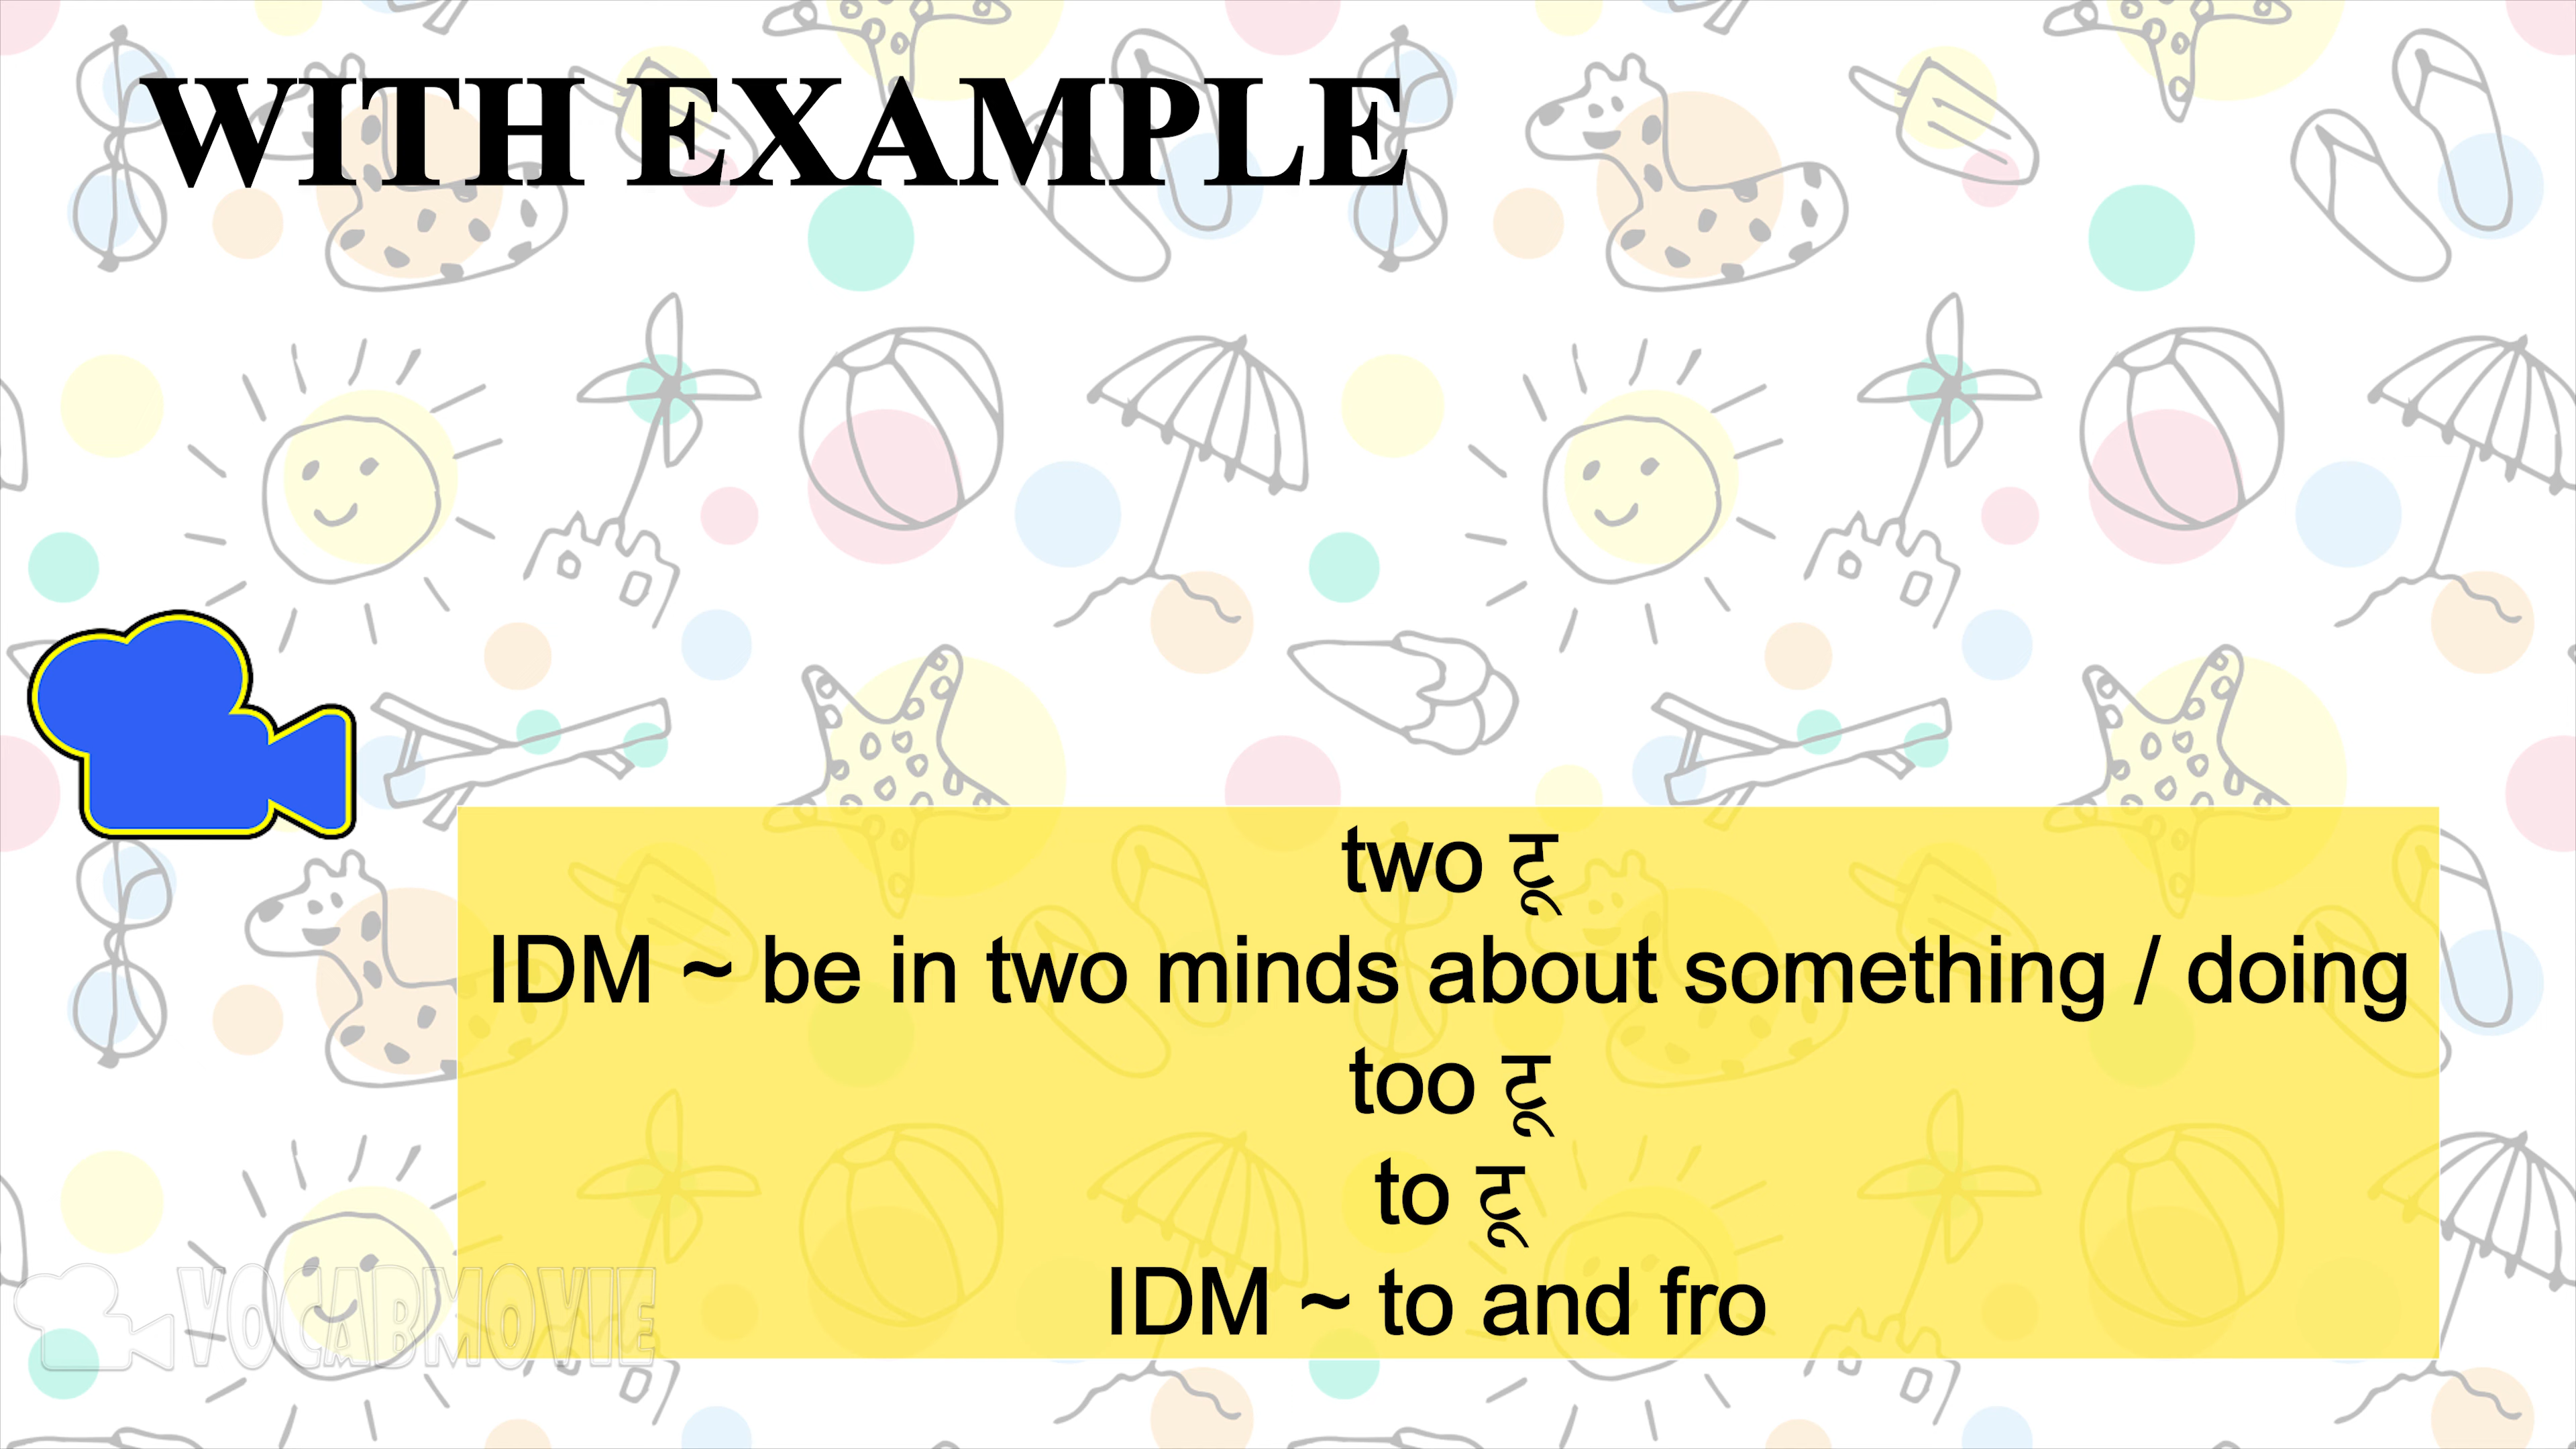 WITH EXAMPLE
two टू
IDM ~ be in two minds about something / doing
too टू
to टू
IDM ~ to and fro
VOCABMOVIE